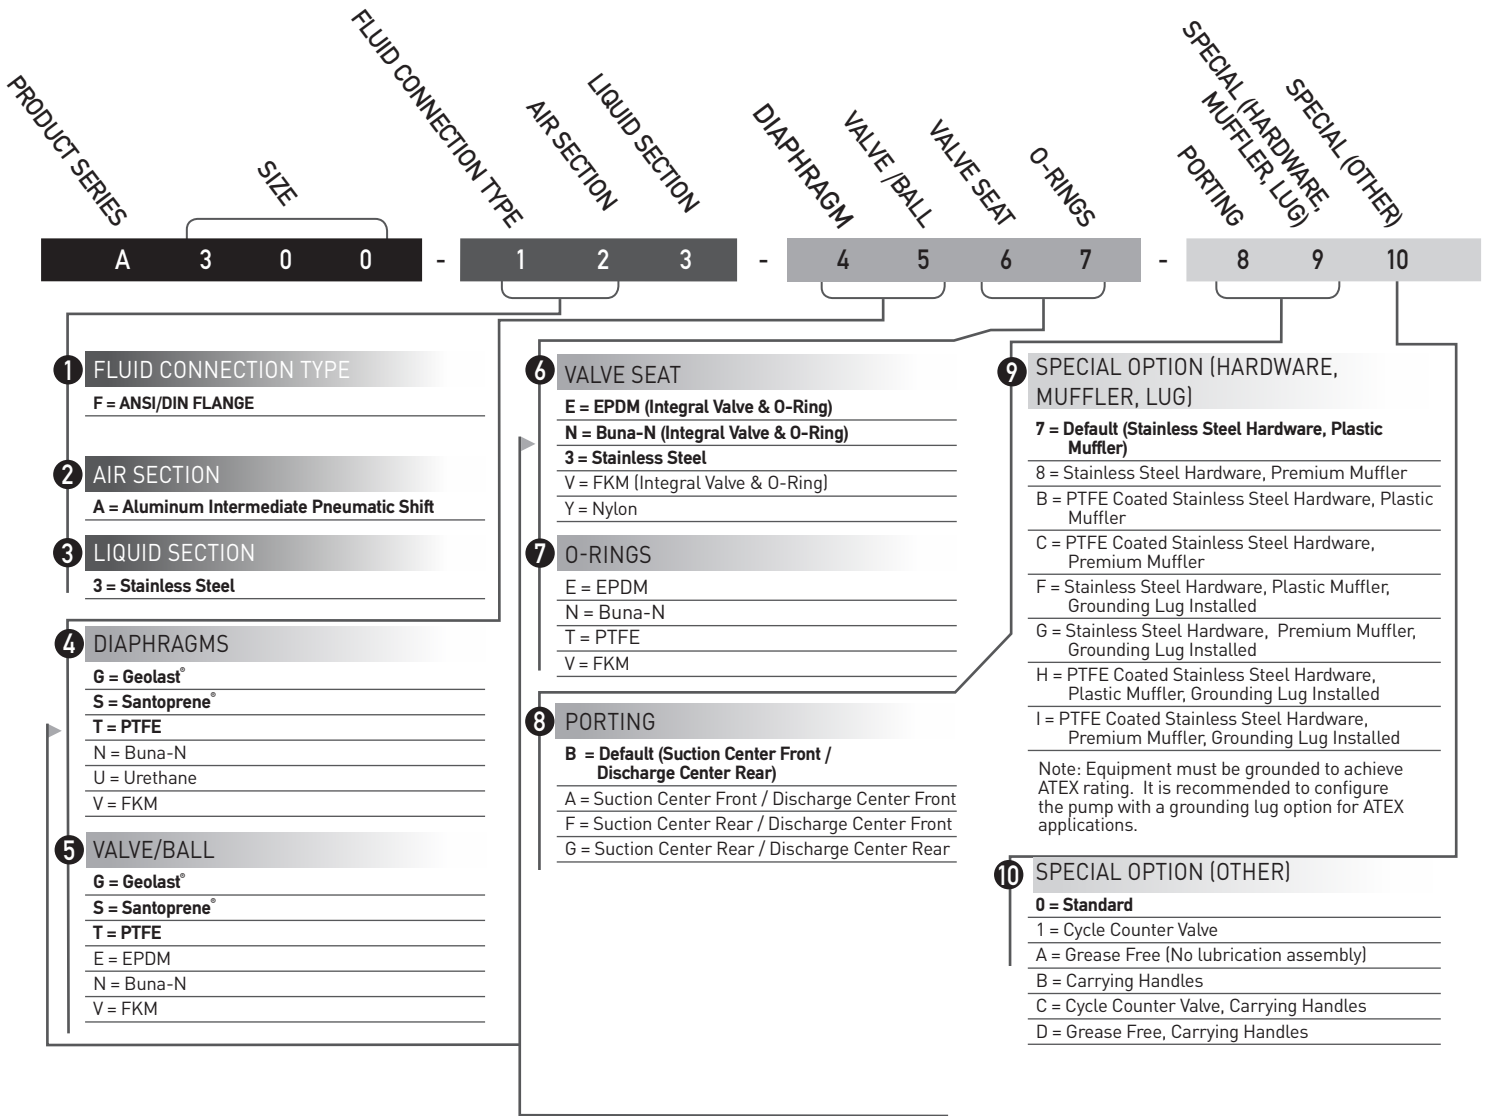 PRODUCT SERIES
SIZE
FLUID CONNECTION TYPE
AIR SECTION
LIQUID SECTION
DIAPHRAGM
VALVE /BALL
VALVE SEAT
O-RINGS
PORTING
SPECIAL (HARDWARE,
MUFFLER, LUG)
SPECIAL (OTHER)
A 3 0 0 - 1 2 3 - 4 5 6 7 - 8 9 10
1 FLUID CONNECTION TYPE
F = ANSI/DIN FLANGE
2 AIR SECTION
A = Aluminum Intermediate Pneumatic Shift
3 LIQUID SECTION
3 = Stainless Steel
4 DIAPHRAGMS
G = Geolast®
S = Santoprene®
T = PTFE
N = Buna-N
U = Urethane
V = FKM
5 VALVE/BALL
G = Geolast®
S = Santoprene®
T = PTFE
E = EPDM
N = Buna-N
V = FKM
6 VALVE SEAT
E = EPDM (Integral Valve & O-Ring)
N = Buna-N (Integral Valve & O-Ring)
3 = Stainless Steel
V = FKM (Integral Valve & O-Ring)
Y = Nylon
7 O-RINGS
E = EPDM
N = Buna-N
T = PTFE
V = FKM
8 PORTING
B = Default (Suction Center Front /
Discharge Center Rear)
A = Suction Center Front / Discharge Center Front
F = Suction Center Rear / Discharge Center Front
G = Suction Center Rear / Discharge Center Rear
9 SPECIAL OPTION (HARDWARE,
MUFFLER, LUG)
7 = Default (Stainless Steel Hardware, Plastic
Muffler)
8 = Stainless Steel Hardware, Premium Muffler
B = PTFE Coated Stainless Steel Hardware, Plastic
Muffler
C = PTFE Coated Stainless Steel Hardware,
Premium Muffler
F = Stainless Steel Hardware, Plastic Muffler,
Grounding Lug Installed
G = Stainless Steel Hardware, Premium Muffler,
Grounding Lug Installed
H = PTFE Coated Stainless Steel Hardware,
Plastic Muffler, Grounding Lug Installed
I = PTFE Coated Stainless Steel Hardware,
Premium Muffler, Grounding Lug Installed
Note: Equipment must be grounded to achieve
ATEX rating. It is recommended to configure
the pump with a grounding lug option for ATEX
applications.
10 SPECIAL OPTION (OTHER)
0 = Standard
1 = Cycle Counter Valve
A = Grease Free (No lubrication assembly)
B = Carrying Handles
C = Cycle Counter Valve, Carrying Handles
D = Grease Free, Carrying Handles